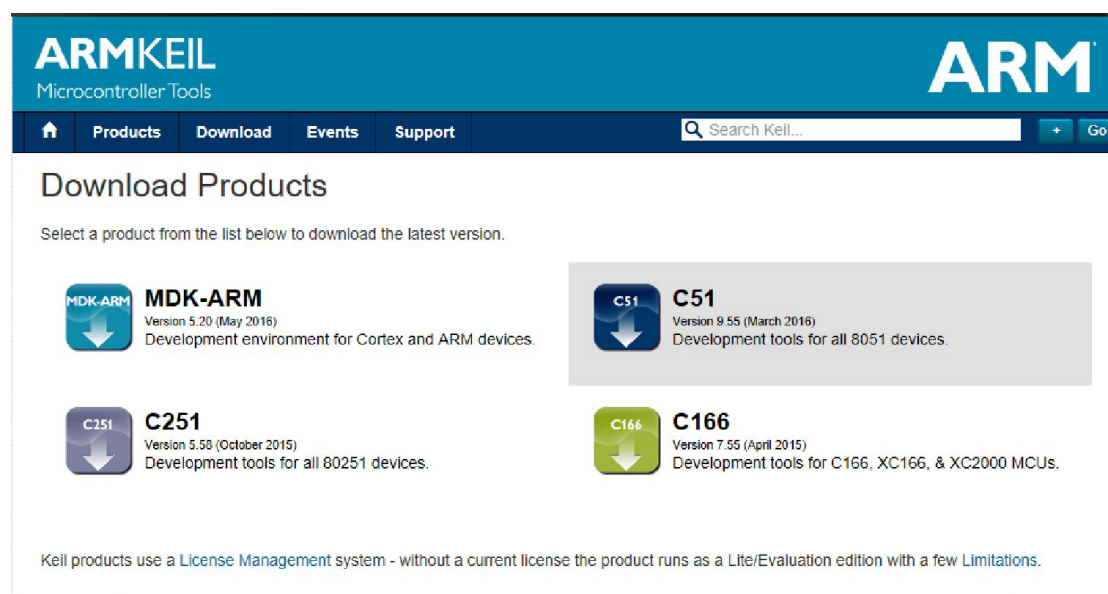 ARMKEIL
Microcontroller Tools
ARM
Products Download Events Support Search Keil... + Go
Download Products
Select a product from the list below to download the latest version.
MDK-ARM
MDK-ARM
Version 5.20 (May 2016)
Development environment for Cortex and ARM devices.
C51
C51
Version 9.55 (March 2016)
Development tools for all 8051 devices.
C251
C251
Version 5.58 (October 2015)
Development tools for all 80251 devices.
C166
C166
Version 7.55 (April 2015)
Development tools for C166, XC166, & XC2000 MCUs.
Keil products use a License Management system - without a current license the product runs as a Lite/Evaluation edition with a few Limitations.